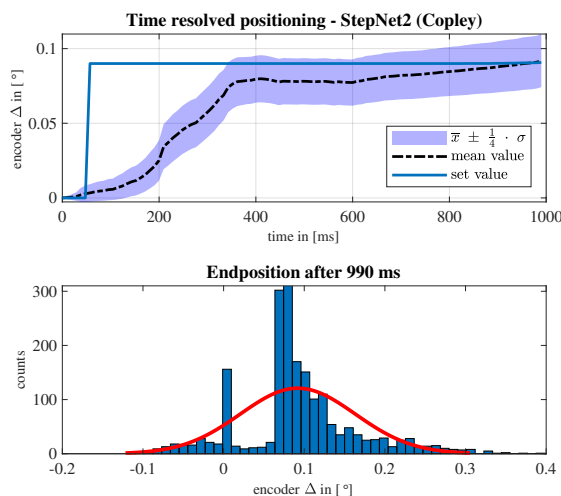 Time resolved positioning - StepNet2 (Copley)
encoder Δ in [ ° ]
0.1
0.05
0
x̅ ± 1/4 · σ
mean value
set value
0 200 400 600 800 1000
time in [ms]
Endposition after 990 ms
counts
300
200
100
0
-0.2 -0.1 0 0.1 0.2 0.3 0.4
encoder Δ in [ ° ]